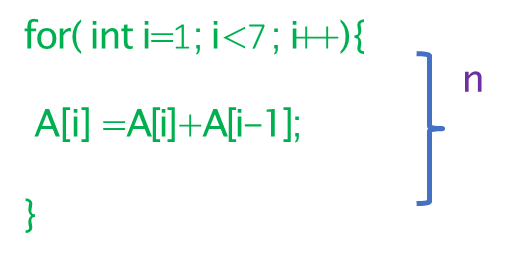 for( int i=1; i<7; i++){
n
A[i] =A[i]+A[i-1];
}